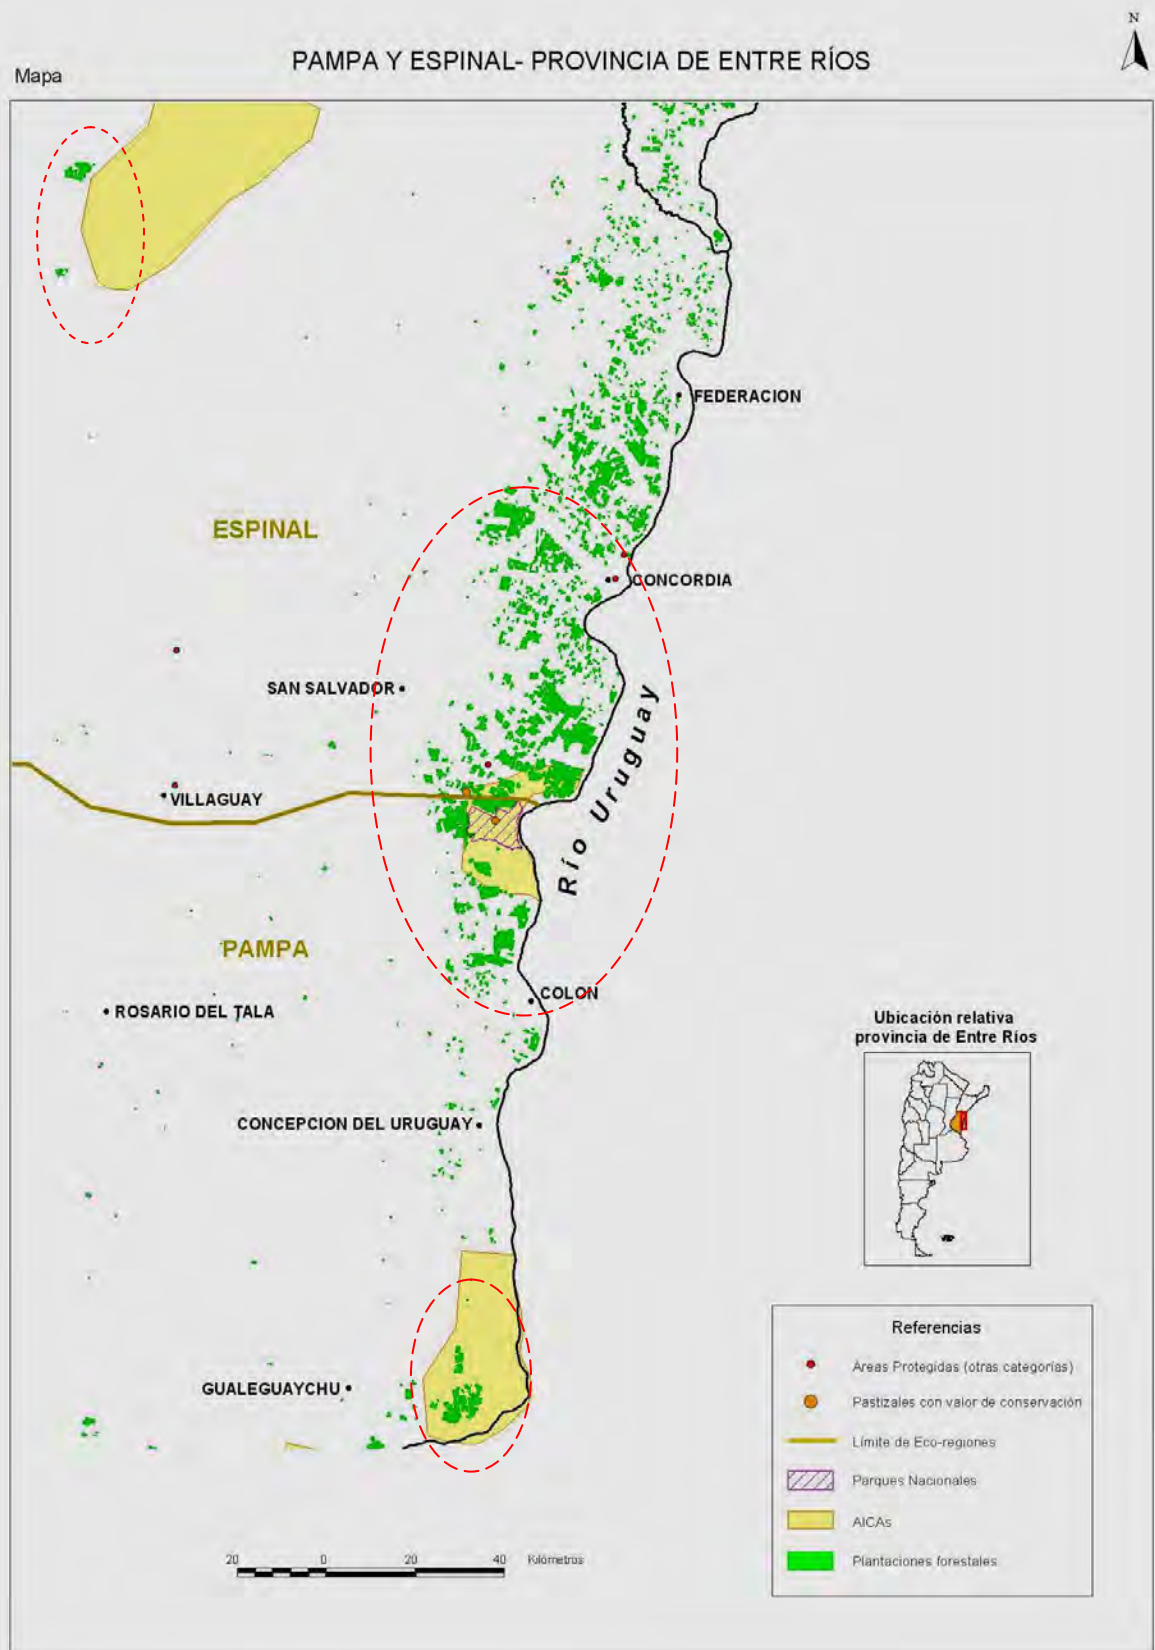 N
PAMPA Y ESPINAL- PROVINCIA DE ENTRE RÍOS
Mapa
FEDERACION
ESPINAL
CONCORDIA
SAN SALVADOR
Río Uruguay
VILLAGUAY
PAMPA
COLON
ROSARIO DEL TALA
Ubicación relativa
provincia de Entre Ríos
CONCEPCION DEL URUGUAY
Referencias
Areas Protegidas (otras categorías)
GUALEGUAYCHU
Pastizales con valor de conservación
Límite de Eco-regiones
Parques Nacionales
AICAs
20 0 20 40 Kilómetros
Plantaciones forestales